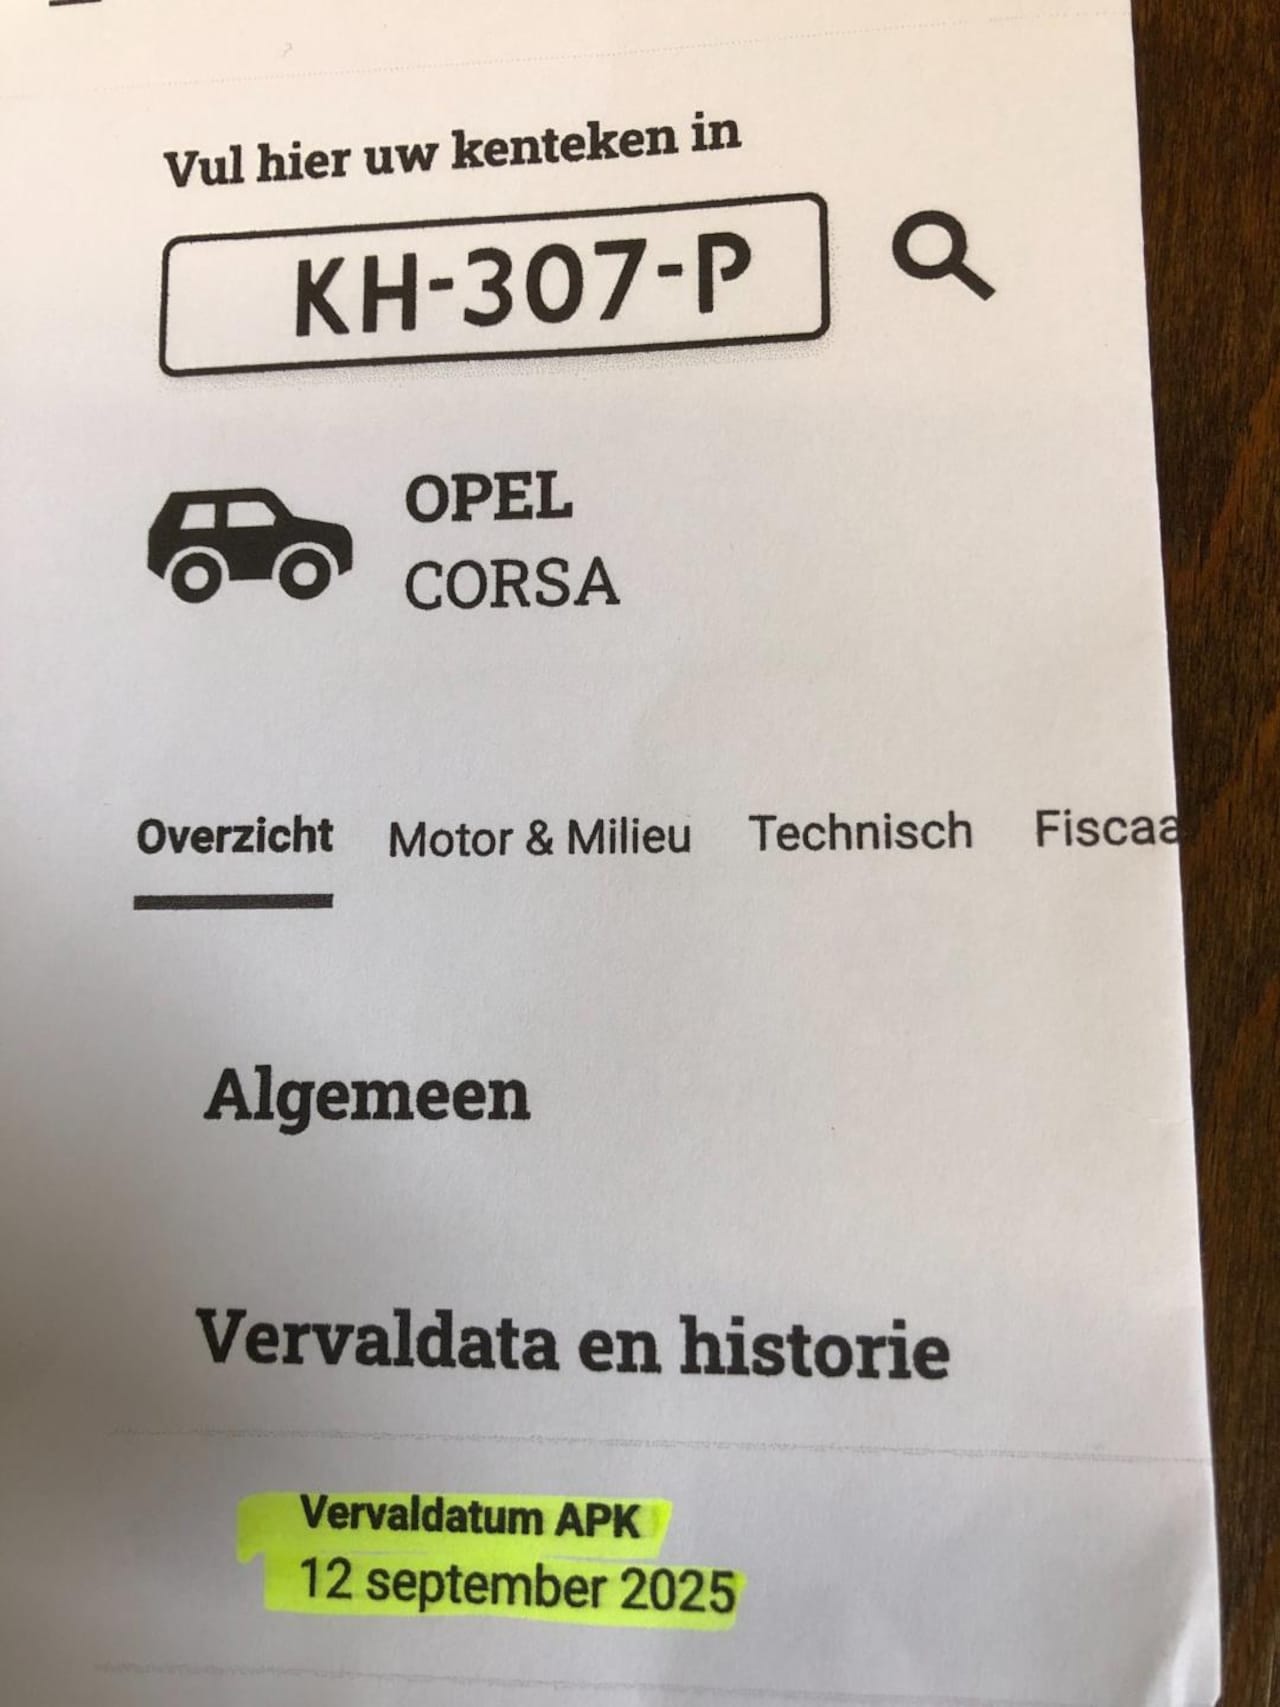 Vul hier uw kenteken in
KH-307-P
OPEL
CORSA
Overzicht Motor & Milieu Technisch Fiscaa
Algemeen
Vervaldata en historie
Vervaldatum APK
12 september 2025